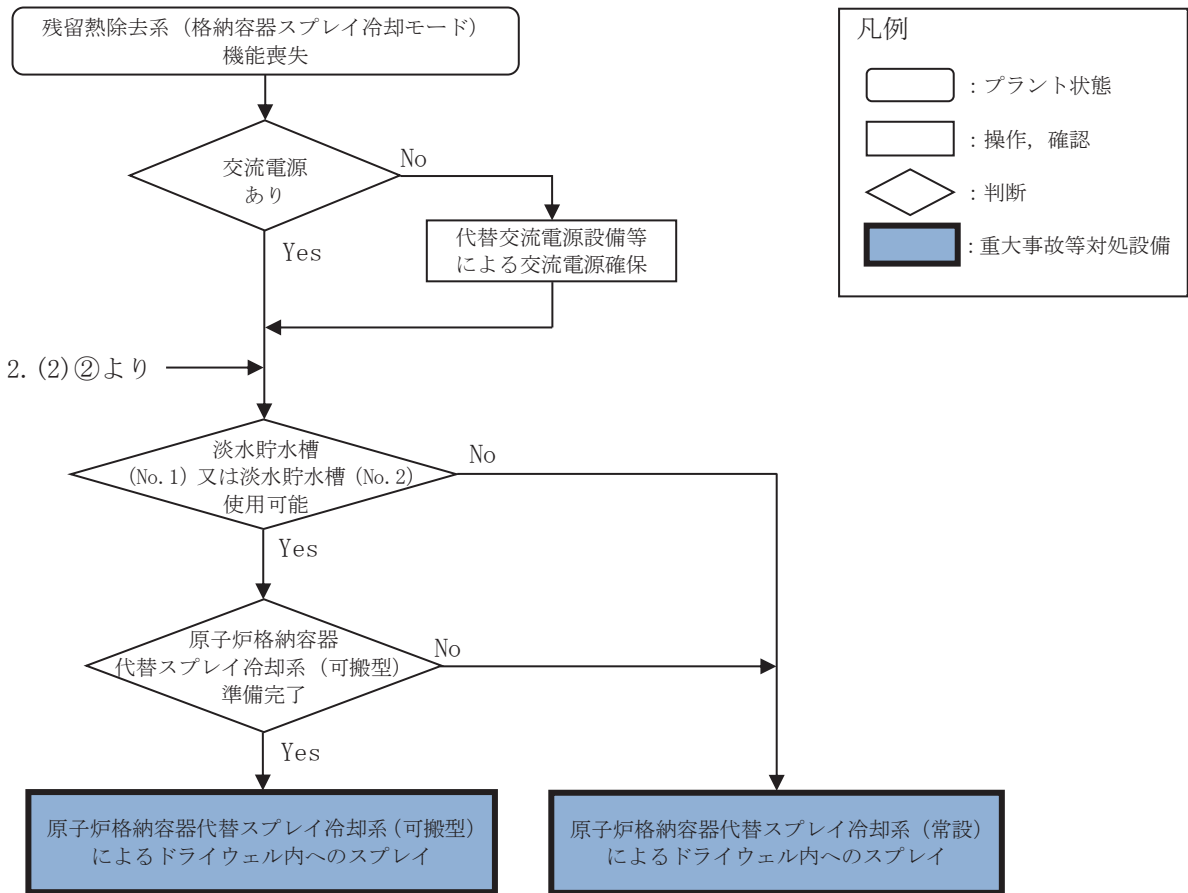 残留熱除去系（格納容器スプレイ冷却モード）
機能喪失
交流電源
あり
No
Yes
代替交流電源設備等
による交流電源確保
2.(2)②より
淡水貯水槽
(No.1) 又は淡水貯水槽 (No.2)
使用可能
No
Yes
原子炉格納容器
代替スプレイ冷却系（可搬型）
準備完了
No
Yes
原子炉格納容器代替スプレイ冷却系（可搬型）
によるドライウェル内へのスプレイ
原子炉格納容器代替スプレイ冷却系（常設）
によるドライウェル内へのスプレイ
凡例
：プラント状態
：操作，確認
：判断
：重大事故等対処設備